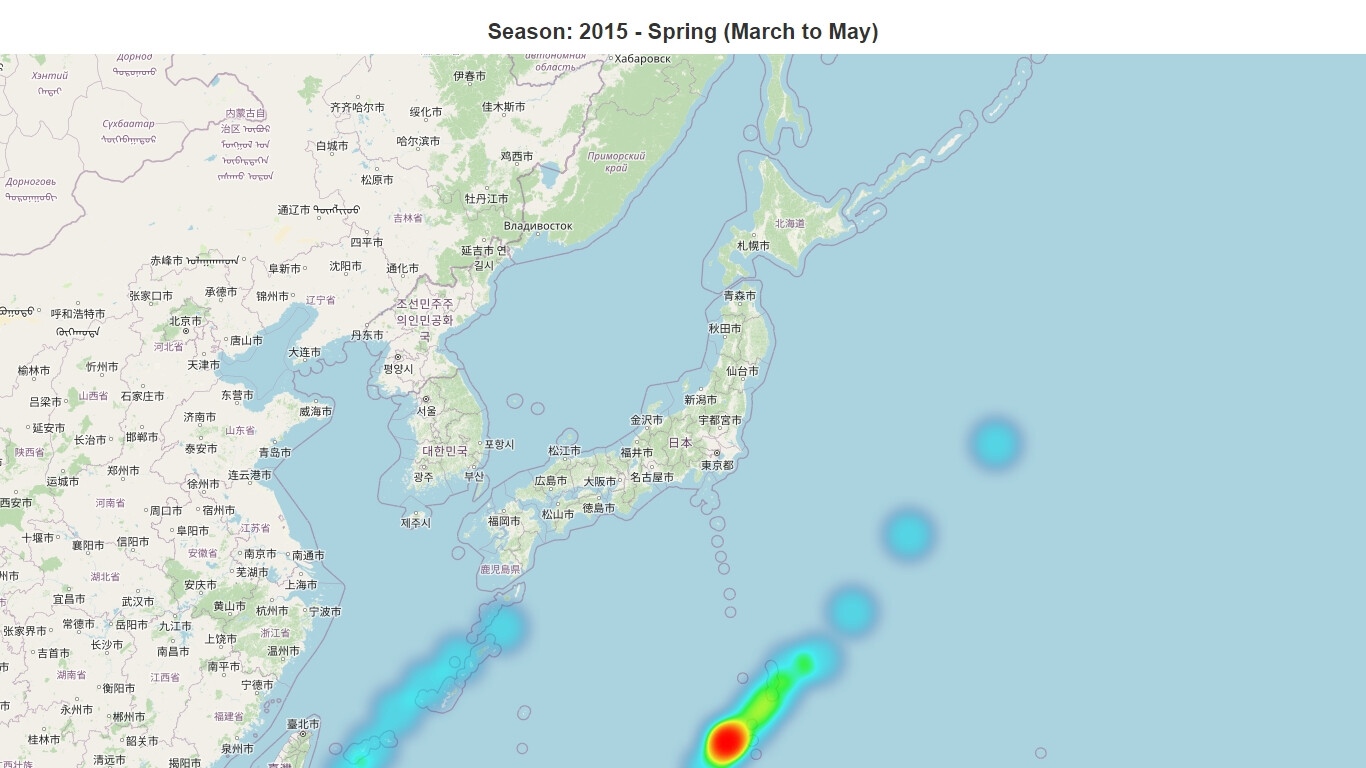 Season: 2015 - Spring (March to May)
Дорнод
автономная
область
Хабаровск
Хэнтий
伊春市
内蒙古自
治区
齐齐哈尔市
绥化市
佳木斯市
Сүхбаатар
白城市
哈尔滨市
鸡西市
Приморский
край
松原市
Дорноговь
牡丹江市
通辽市
吉林省
Владивосток
北海道
四平市
延吉市 연
길시
札幌市
赤峰市
阜新市
沈阳市
通化市
张家口市
承德市
锦州市
辽宁省
조선민주주
의인민공화
국
青森市
呼和浩特市
北京市
秋田市
河北省
唐山市
丹东市
大连市
榆林市
忻州市
天津市
평양시
仙台市
吕梁市
山西省
石家庄市
东营市
威海市
서울
新潟市
延安市
长治市
邯郸市
济南市
山东省
金沢市
宇都宮市
陕西省
泰安市
青岛市
대한민국
포항시
松江市
福井市
日本
东京都
运城市
郑州市
徐州市
连云港市
광주
부산
広島市
大阪市
名古屋市
西安市
河南省
周口市
宿州市
제주시
福岡市
松山市
徳島市
十堰市
襄阳市
信阳市
阜阳市
江苏省
安徽省
南京市
南通市
鹿児島県
州市
湖北省
安庆市
芜湖市
上海市
宜昌市
武汉市
黄山市
杭州市
宁波市
张家界市
常德市
岳阳市
九江市
上饶市
浙江省
吉首市
长沙市
南昌市
温州市
湖南省
江西省
南平市
衡阳市
宁德市
永州市
郴州市
福建省
臺北市
桂林市
韶关市
泉州市
清远市
揭阳市